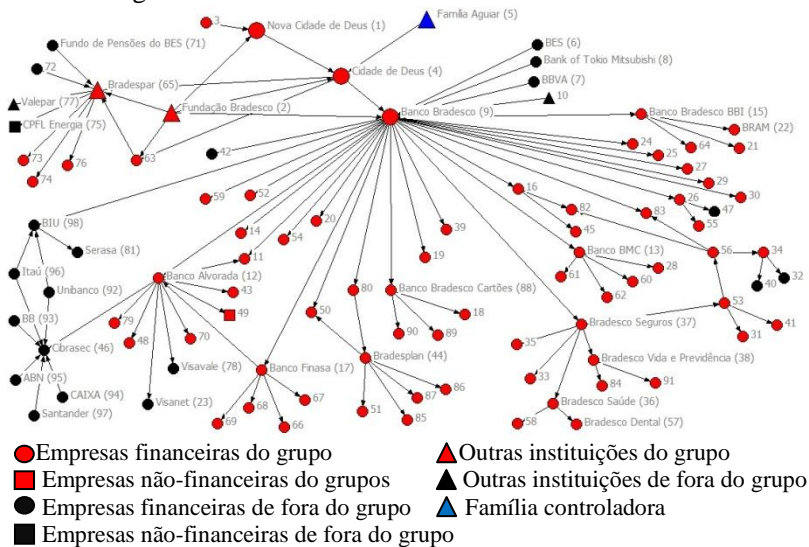 3
Nova Cidade de Deus (1)
Família Aguiar (5)
Fundo de Pensões do BES (71)
BES (6)
72
Bank of Tokio Mitsubishi (8)
Bradespar (65)
Cidade de Deus (4)
BBVA (7)
Valepar (77)
10
Fundação Bradesco (2)
Banco Bradesco (9)
Banco Bradesco BBI (15)
CPFL Energia (75)
BRAM (22)
73
76
63
42
24
64
21
74
25
27
29
59
52
16
26
30
82
83
47
20
39
55
BIU (98)
14
54
45
Serasa (81)
11
19
Banco BMC (13)
56
34
Itaú (96)
Banco Alvorada (12)
28
61
60
40
32
Unibanco (92)
43
80
Banco Bradesco Cartões (88)
62
BB (93)
49
50
18
53
79
48
70
90
89
Bradesco Seguros (37)
31
41
Cibrasec (46)
35
Bradesplan (44)
Visavale (78)
Banco Finasa (17)
Bradesco Vida e Previdência (38)
ABN (95)
33
84
91
CAIXA (94)
87
86
Visanet (23)
67
Bradesco Saúde (36)
Santander (97)
68
51
85
69
66
58
Bradesco Dental (57)
Empresas financeiras do grupo
Outras instituições do grupo
Empresas não-financeiras do grupos
Outras instituições de fora do grupo
Empresas financeiras de fora do grupo
Família controladora
Empresas não-financeiras de fora do grupo